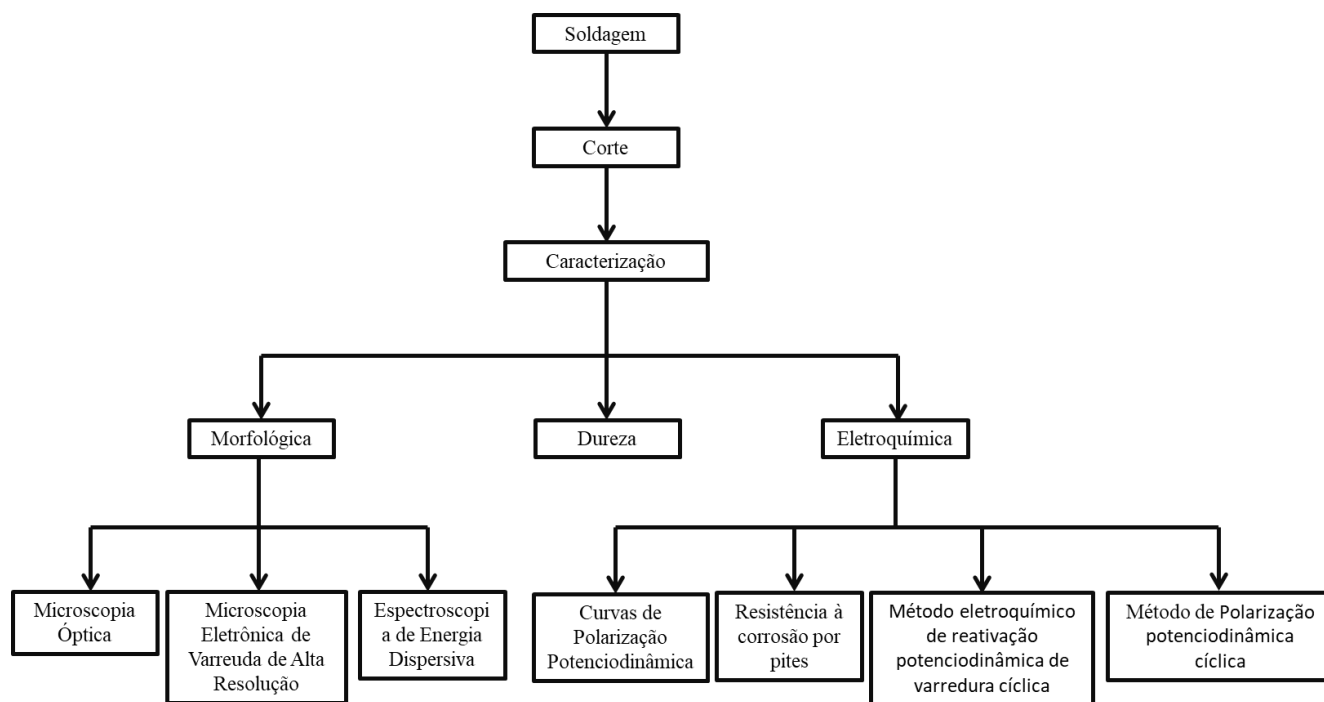 Soldagem
Corte
Caracterização
Morfológica
Dureza
Eletroquímica
Microscopia
Óptica
Microscopia
Eletrônica de
Varreuda de Alta
Resolução
Espectroscopi
a de Energia
Dispersiva
Curvas de
Polarização
Potenciodinâmica
Resistência à
corrosão por
pites
Método eletroquímico
de reativação
potenciodinâmica de
varredura cíclica
Método de Polarização
potenciodinâmica
cíclica